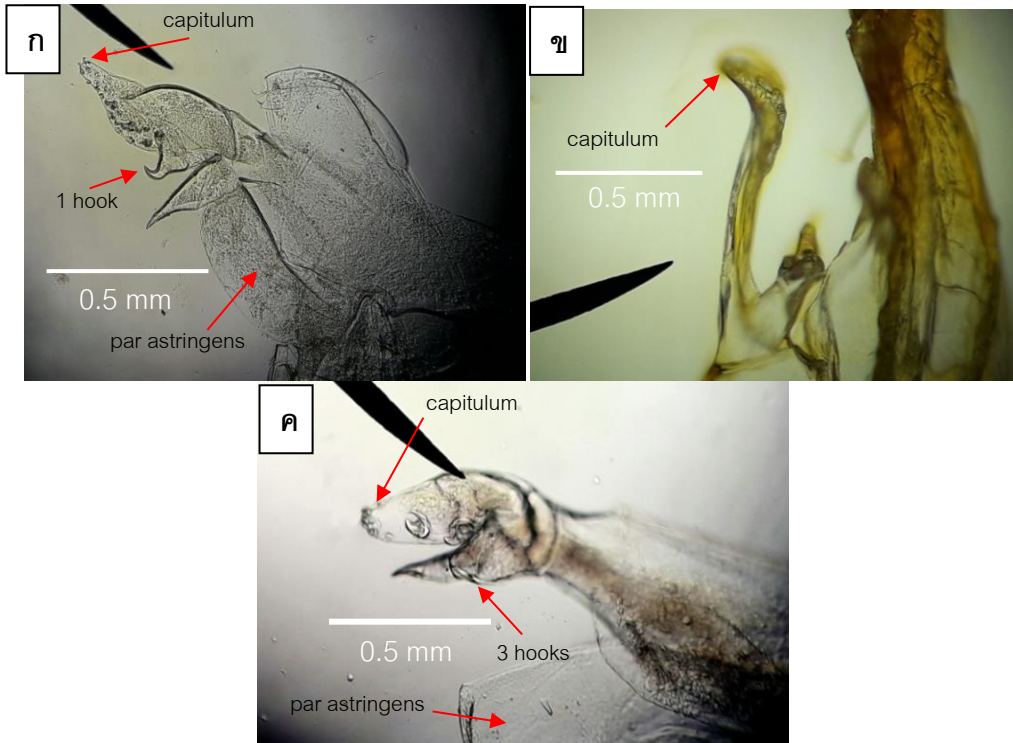 ก
capitulum
1 hook
0.5 mm
par astringens
ข
capitulum
0.5 mm
ค
capitulum
0.5 mm
3 hooks
par astringens